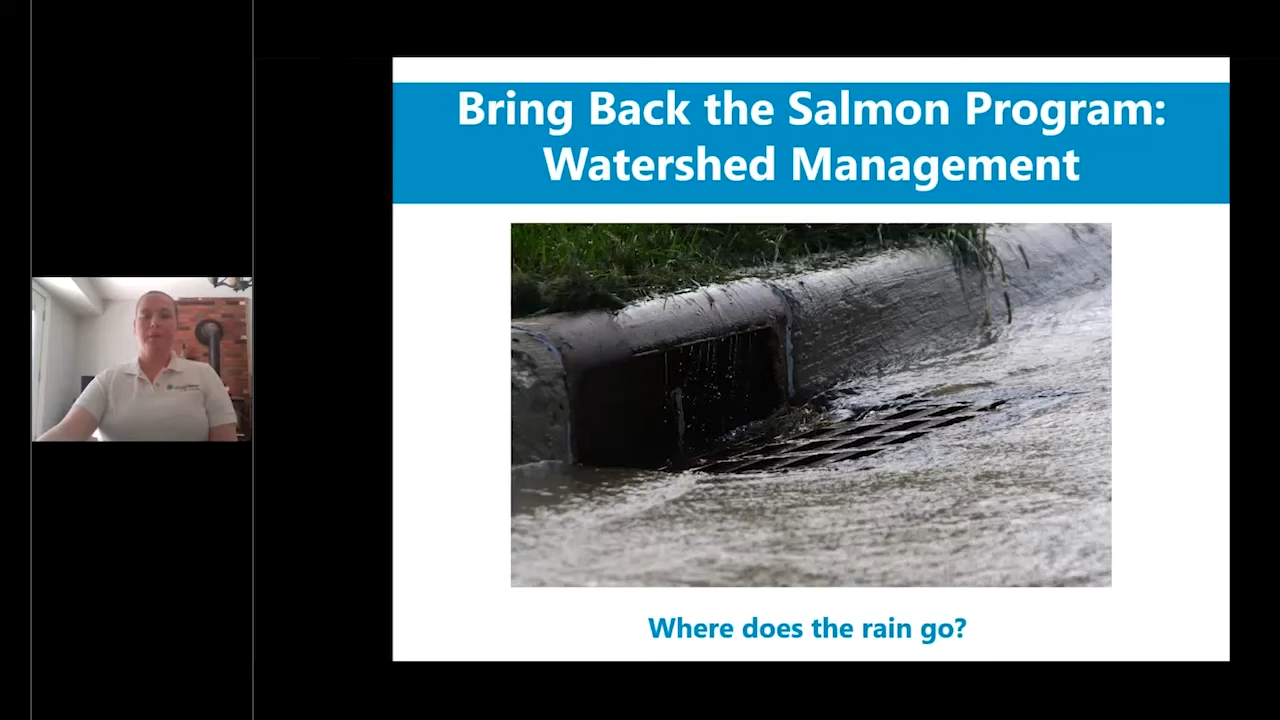 Bring Back the Salmon Program:
Watershed Management
Where does the rain go?